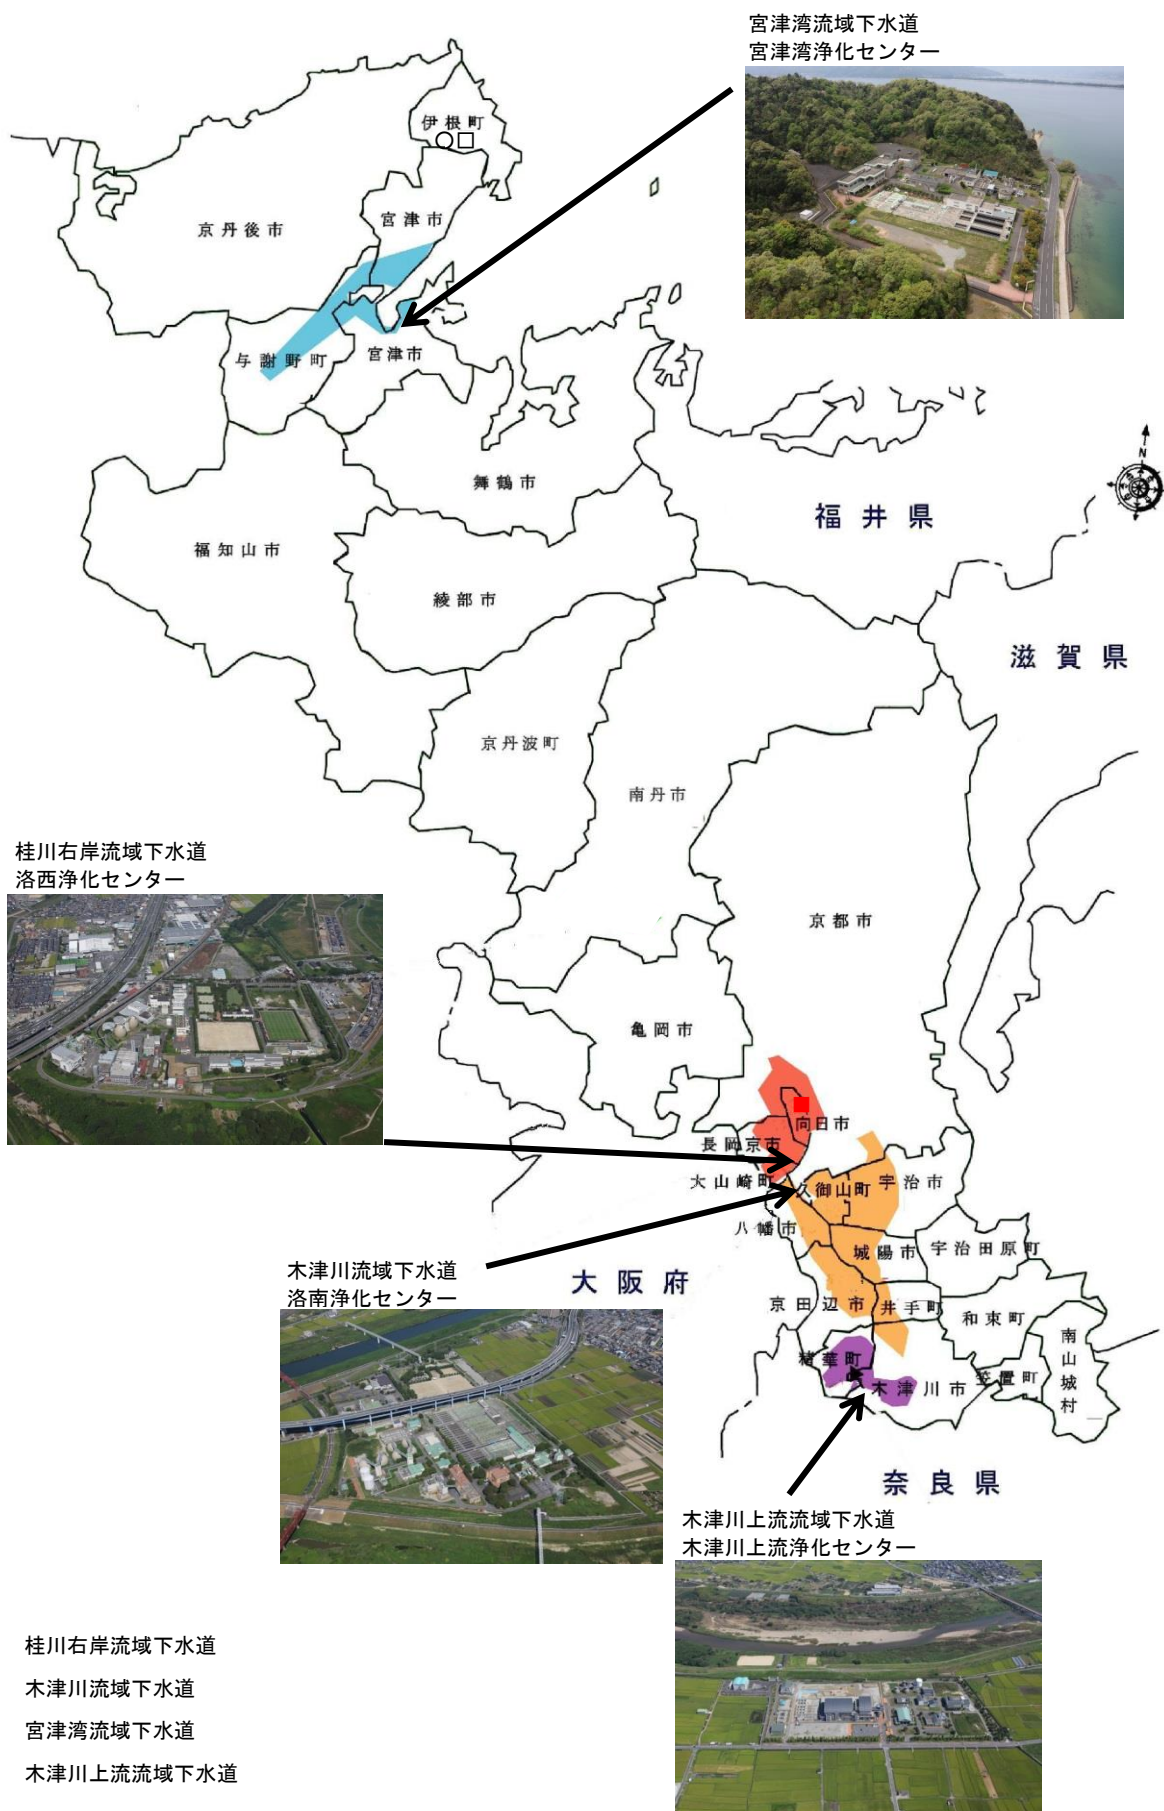 宮津湾流域下水道
宮津湾浄化センター
伊根町
宮津市
京丹後市
与謝野町
宮津市
舞鶴市
N
福井県
福知山市
綾部市
滋賀県
京丹波町
南丹市
桂川右岸流域下水道
洛西浄化センター
京都市
亀岡市
向日市
長岡京市
大山崎町
久御山町
宇治市
八幡市
城陽市
宇治田原町
木津川流域下水道
洛南浄化センター
大阪府
京田辺市
井手町
和束町
南山城村
精華町
笠置町
木津川市
奈良県
木津川上流流域下水道
木津川上流浄化センター
桂川右岸流域下水道
木津川流域下水道
宮津湾流域下水道
木津川上流流域下水道